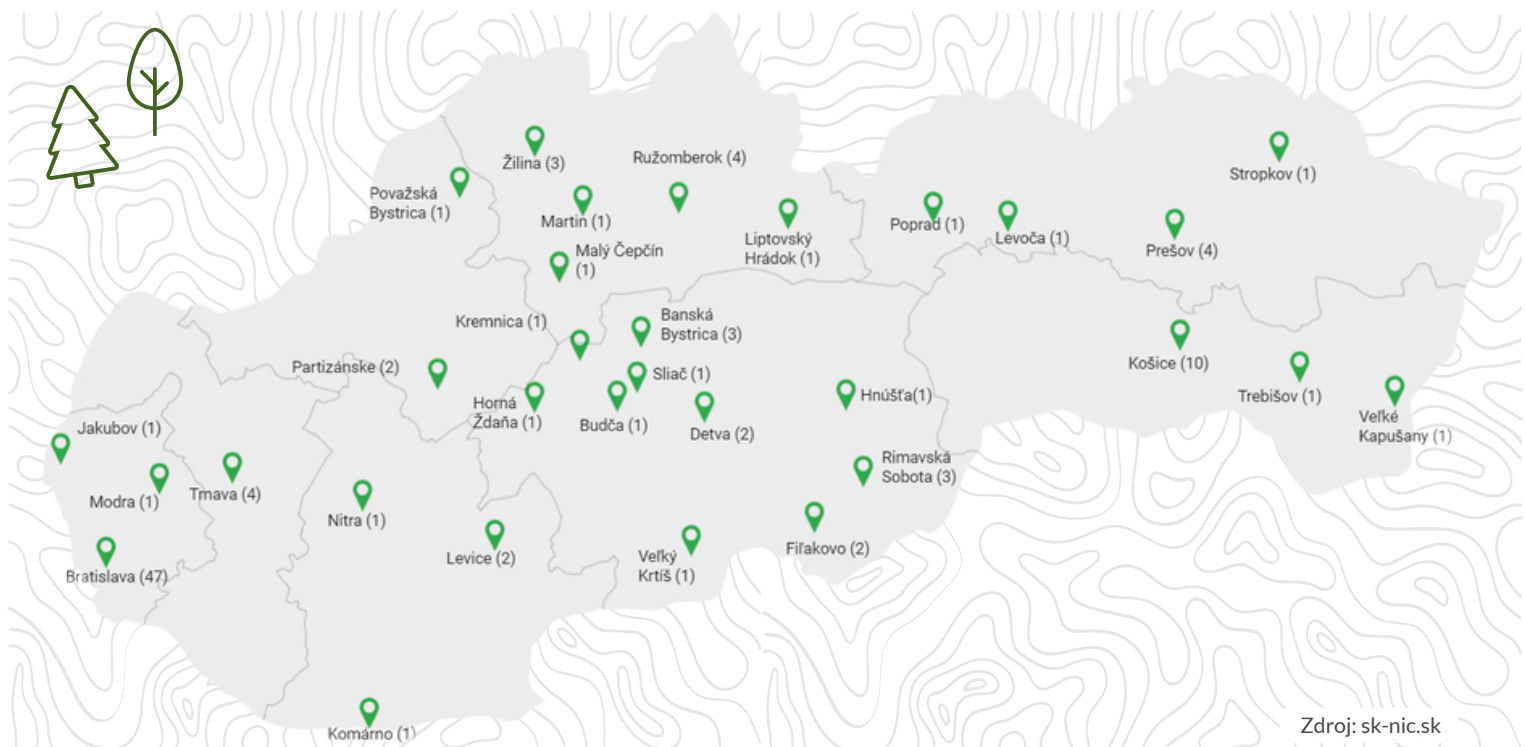 Žilina (3)
Ružomberok (4)
Stropkov (1)
Považská
Bystrica (1)
Martin (1)
Poprad (1)
Levoča (1)
Prešov (4)
Liptovský
Hrádok (1)
Malý Čepčín
(1)
Kremnica (1)
Banská
Bystrica (3)
Partizánske (2)
Sliač (1)
Košice (10)
Trebišov (1)
Horná
Ždaňa (1)
Budča (1)
Detva (2)
Hnúšťa(1)
Veľké
Kapušany (1)
Jakubov (1)
Modra (1)
Trnava (4)
Rimavská
Sobota (3)
Nitra (1)
Levice (2)
Veľký
Krtíš (1)
Fiľakovo (2)
Bratislava (47)
Komárno (1)
Zdroj: sk-nic.sk